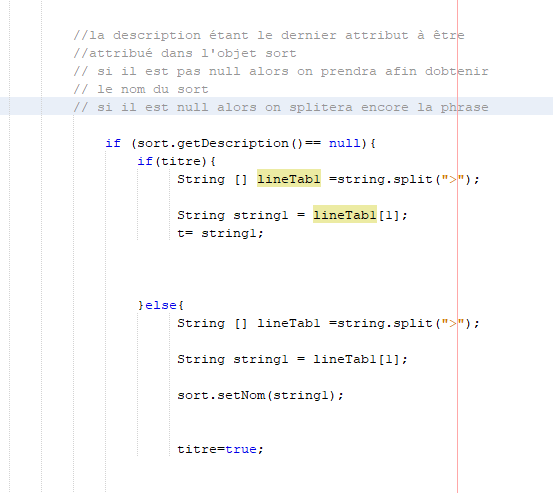 //la description étant le dernier attribut à être
//attribué dans l'objet sort
// si il est pas null alors on prendra afin dobtenir
// le nom du sort
// si il est null alors on splitera encore la phrase
if (sort.getDescription()== null){
if(titre){
String [] lineTab1 =string.split(">");
String string1 = lineTab1[1];
t= string1;
}else{
String [] lineTab1 =string.split(">");
String string1 = lineTab1[1];
sort.setNom(string1);
titre=true;